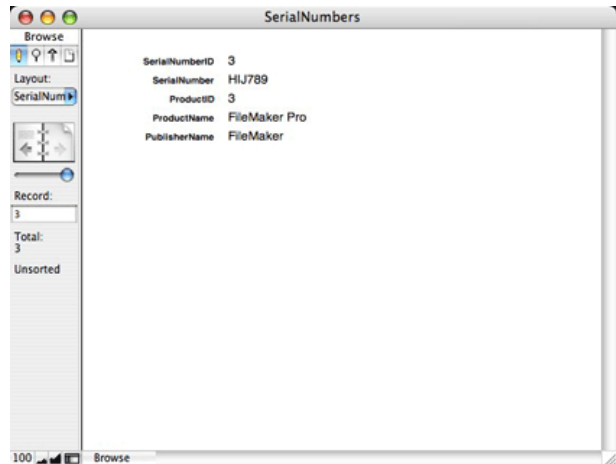 SerialNumbers
Browse
Layout:
SerialNum
Record:
3
Total:
3
Unsorted
SerialNumberID 3
SerialNumber HIJ789
ProductID 3
ProductName FileMaker Pro
PublisherName FileMaker
100 Browse